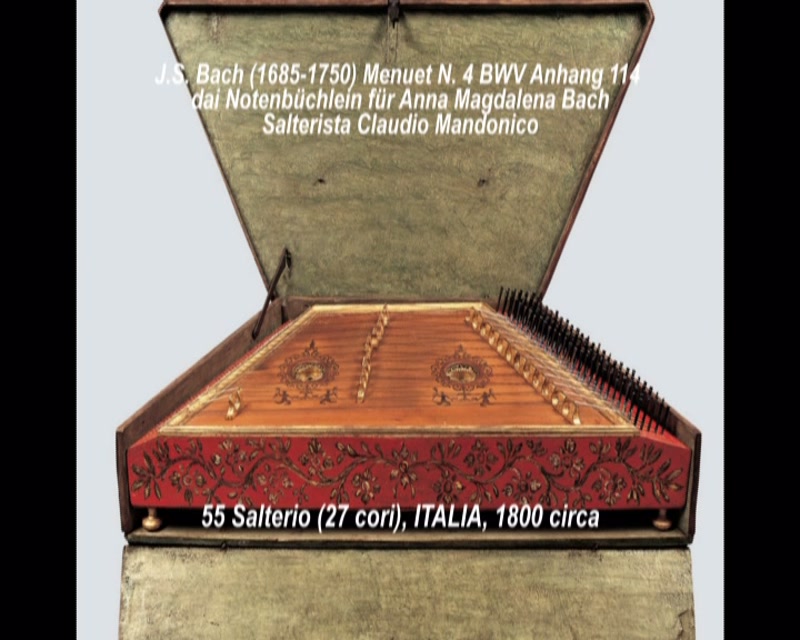 J.S. Bach (1685-1750) Menuet N. 4 BWV Anhang 114
dai Notenbüchlein für Anna Magdalena Bach
Salterista Claudio Mandonico
55 Salterio (27 cori), ITALIA, 1800 circa